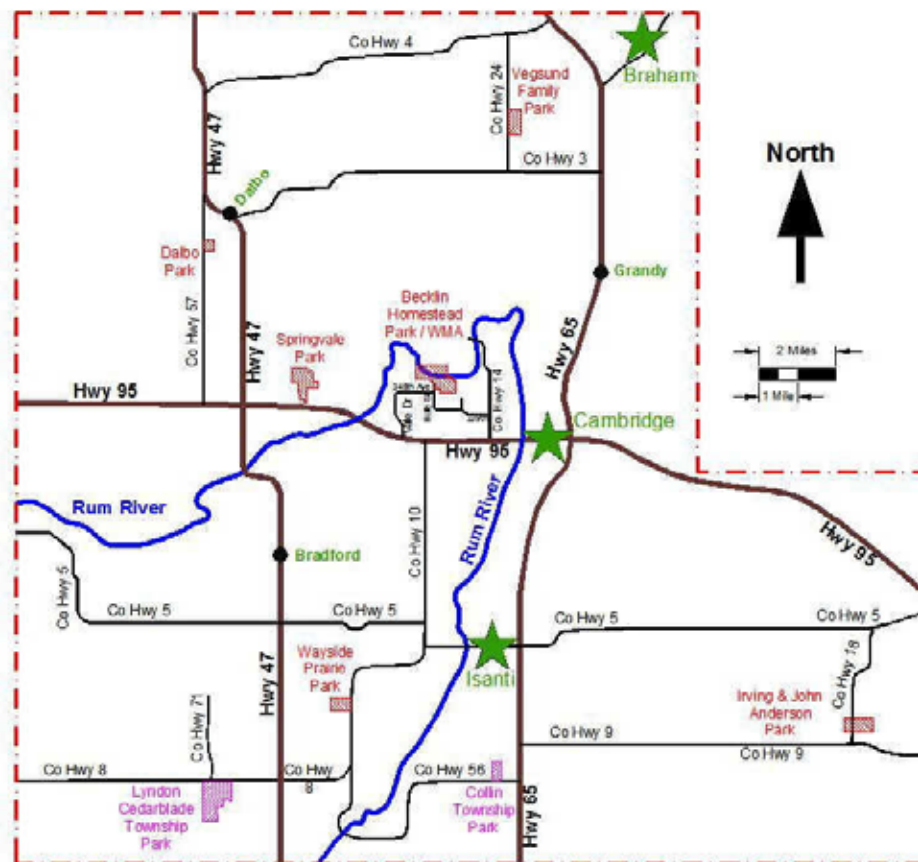 Co Hwy 4
Braham
Co Hwy 24
Vegsund
Family
Park
Hwy 47
Co Hwy 3
North
Dalbo
Dalbo
Park
Grandy
Co Hwy 57
Becklin
Homestead
Park / WMA
Hwy 47
Springvale
Park
Hwy 65
2 Miles
1 Mile
Hwy 95
Co Hwy 14
Cambridge
Hwy 95
Rum River
Rum River
Co Hwy 10
Hwy 95
Bradford
Co Hwy 5
Co Hwy 5
Co Hwy 5
Co Hwy 5
Hwy 47
Wayside
Prairie
Park
Isanti
Co Hwy 18
Irving & John
Anderson
Park
Co Hwy 71
Co Hwy 9
Co Hwy 9
Co Hwy 8
Co Hwy
8
Co Hwy 56
Lyndon
Cedarblade
Township
Park
Collin
Township
Park
Hwy 65